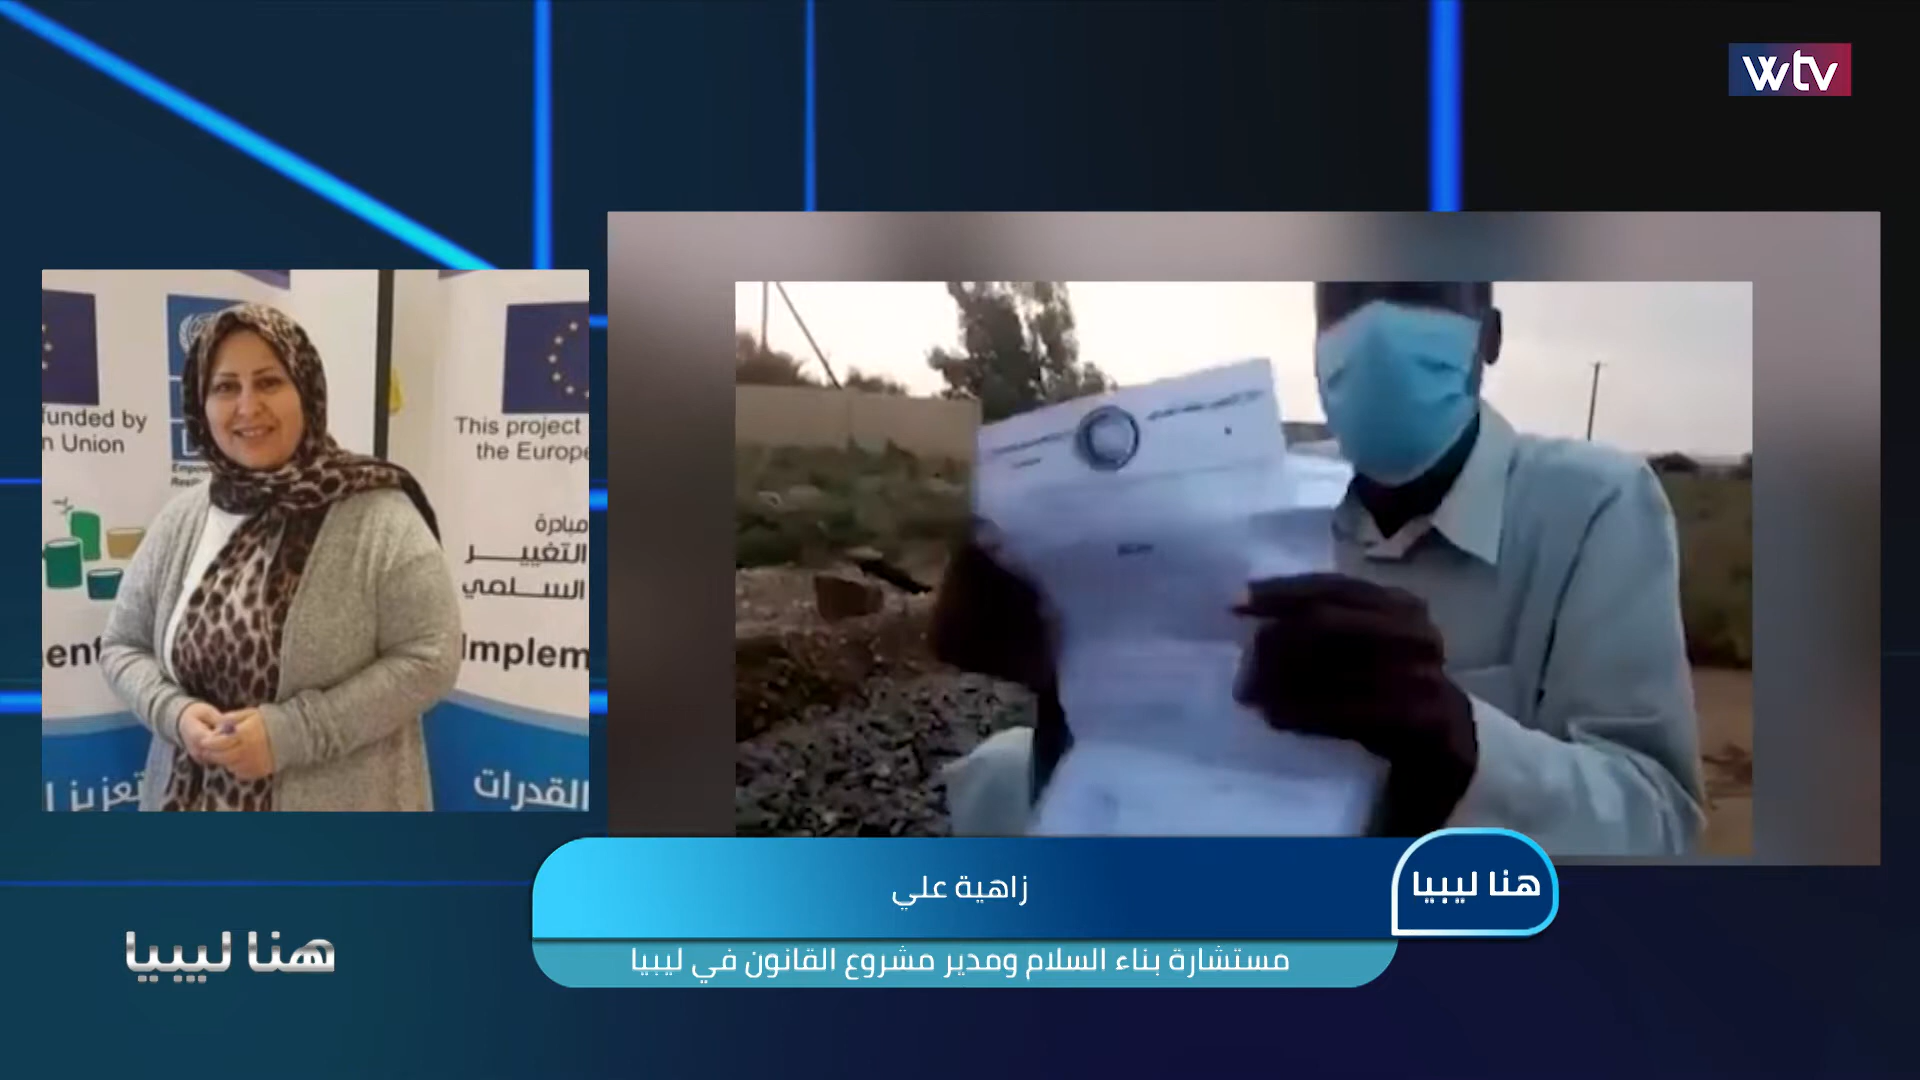 wtv
funded by
n Union
This project
the Europe
مبادرة
التغيير
السلمي
Implem
تعزيز ا
القدرات
زاهية علي
هنا ليبيا
مستشارة بناء السلام ومدير مشروع القانون في ليبيا
هنا ليبيا